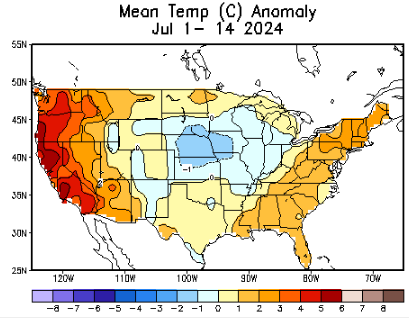 Mean Temp (C) Anomaly
Jul 1- 14 2024
55N
50N
45N
40N
35N
30N
25N
120W 110W 100W 90W 80W 70W
-8 -7 -6 -5 -4 -3 -2 -1 0 1 2 3 4 5 6 7 8